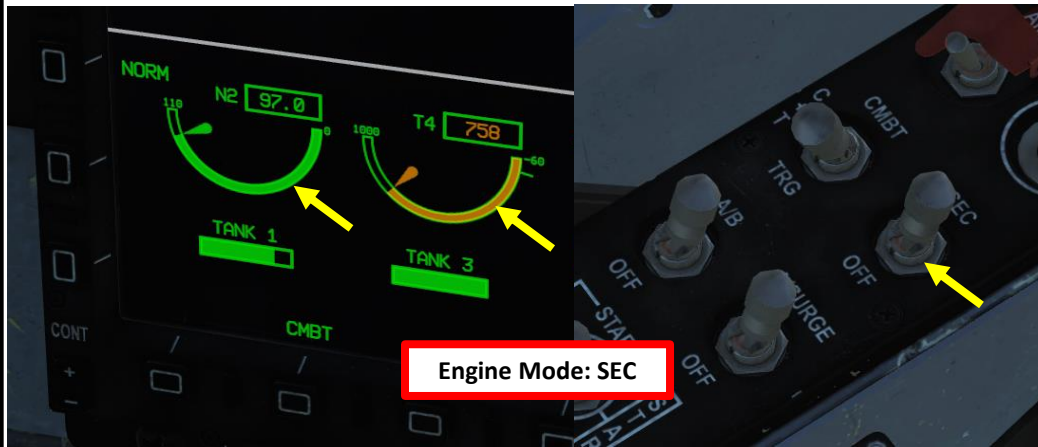 NORM
N2 97.0
110
0
T4 758
1000
-60
TANK 1
TANK 3
CMBT
CONT
+
-
CMBT
TRG
SEC
OFF
A/B
OFF
OFF
Engine Mode: SEC